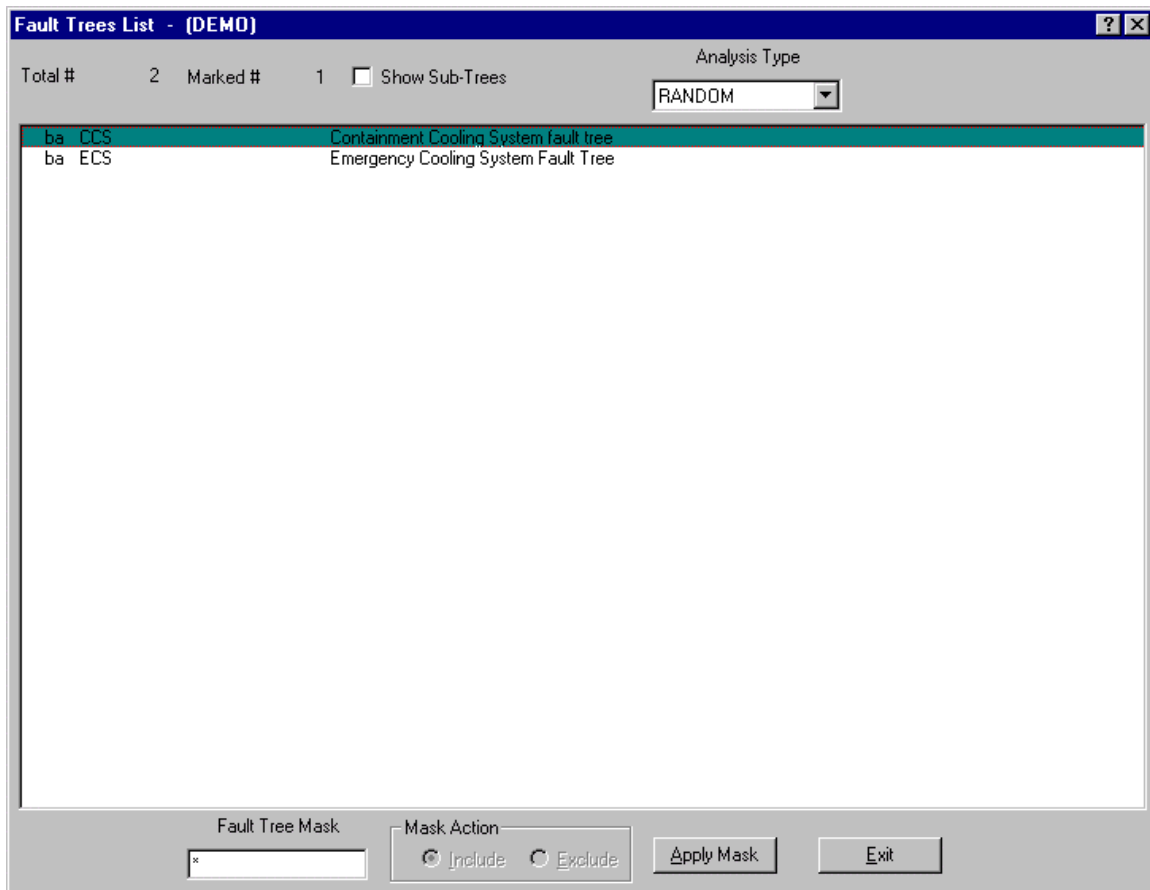 Fault Trees List - (DEMO)
Analysis Type
Total # 2 Marked # 1 Show Sub-Trees
RANDOM
ba CCS Containment Cooling System fault tree
ba ECS Emergency Cooling System Fault Tree
Fault Tree Mask
Mask Action
*
Include Exclude
Apply Mask
Exit